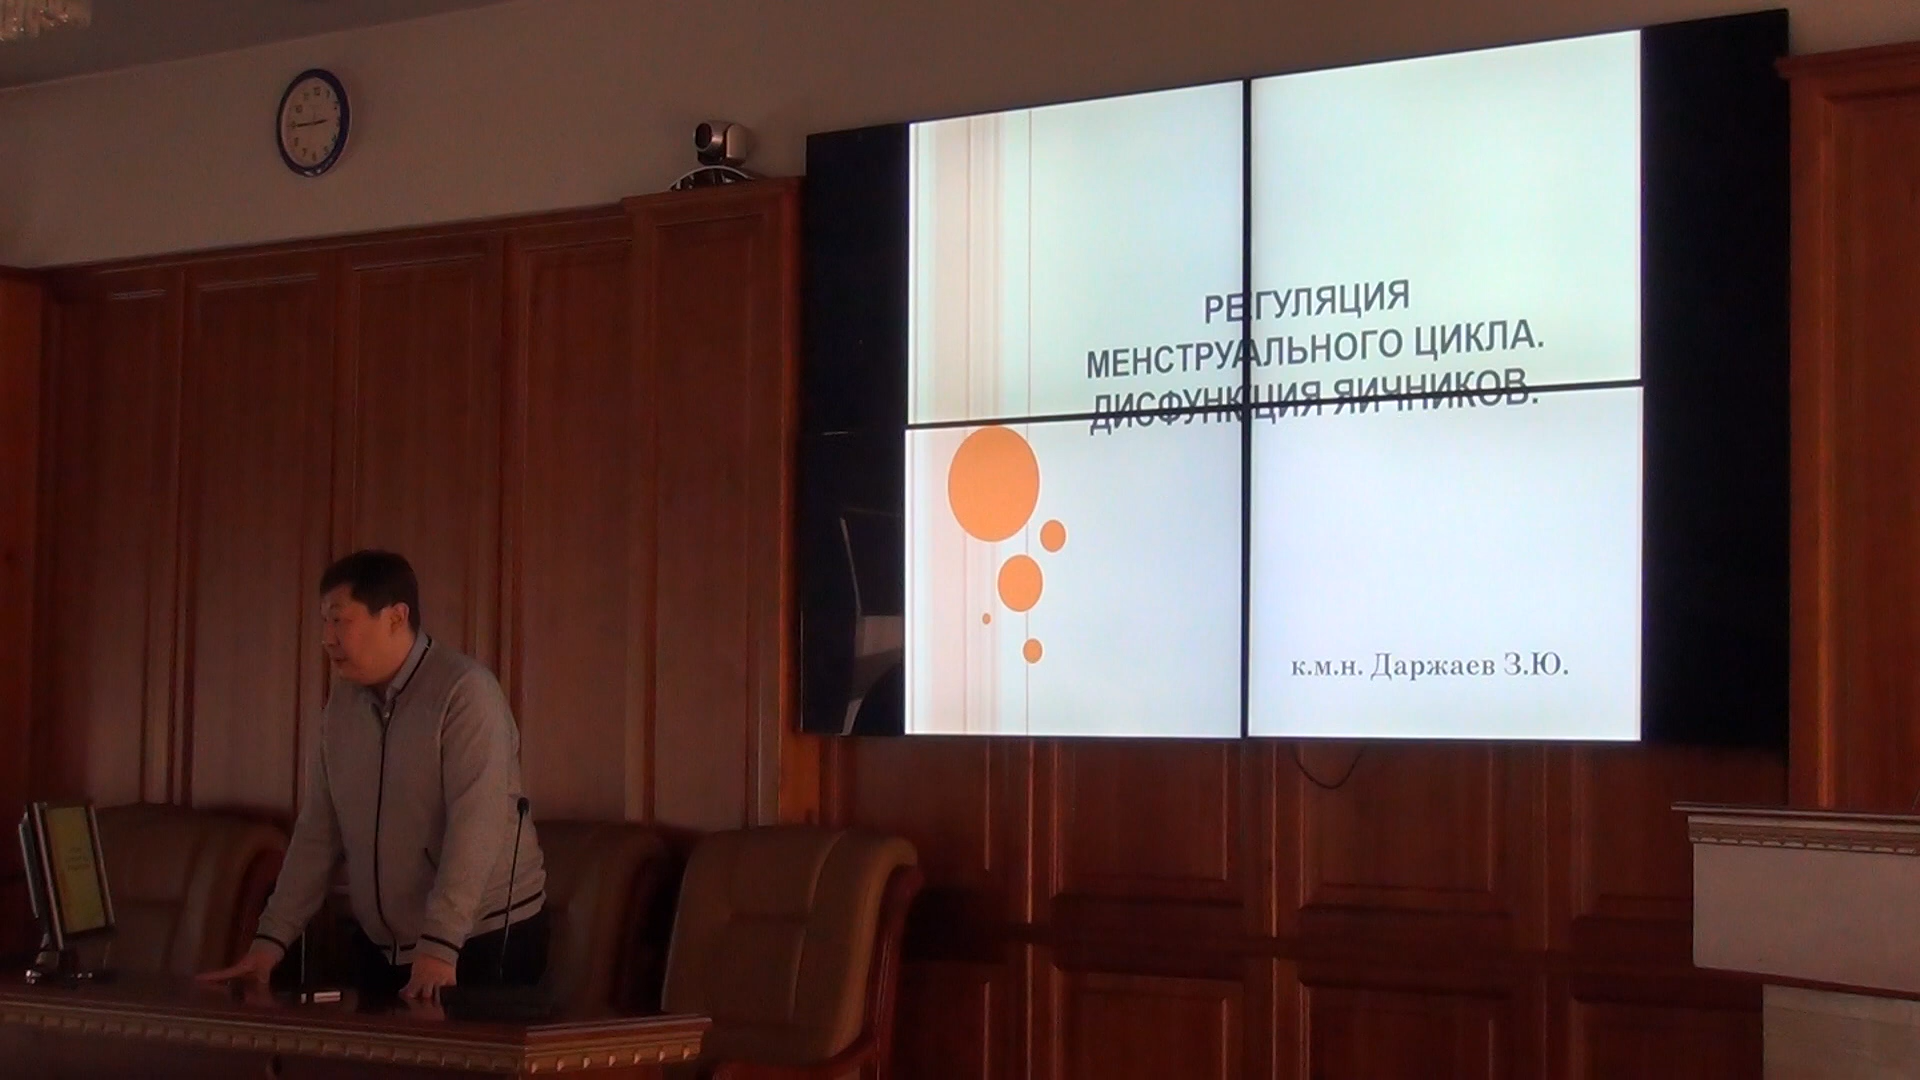 РЕГУЛЯЦИЯ
МЕНСТРУАЛЬНОГО ЦИКЛА.
ДИСФУНКЦИЯ ЯИЧНИКОВ.
к.м.н. Даржаев З.Ю.